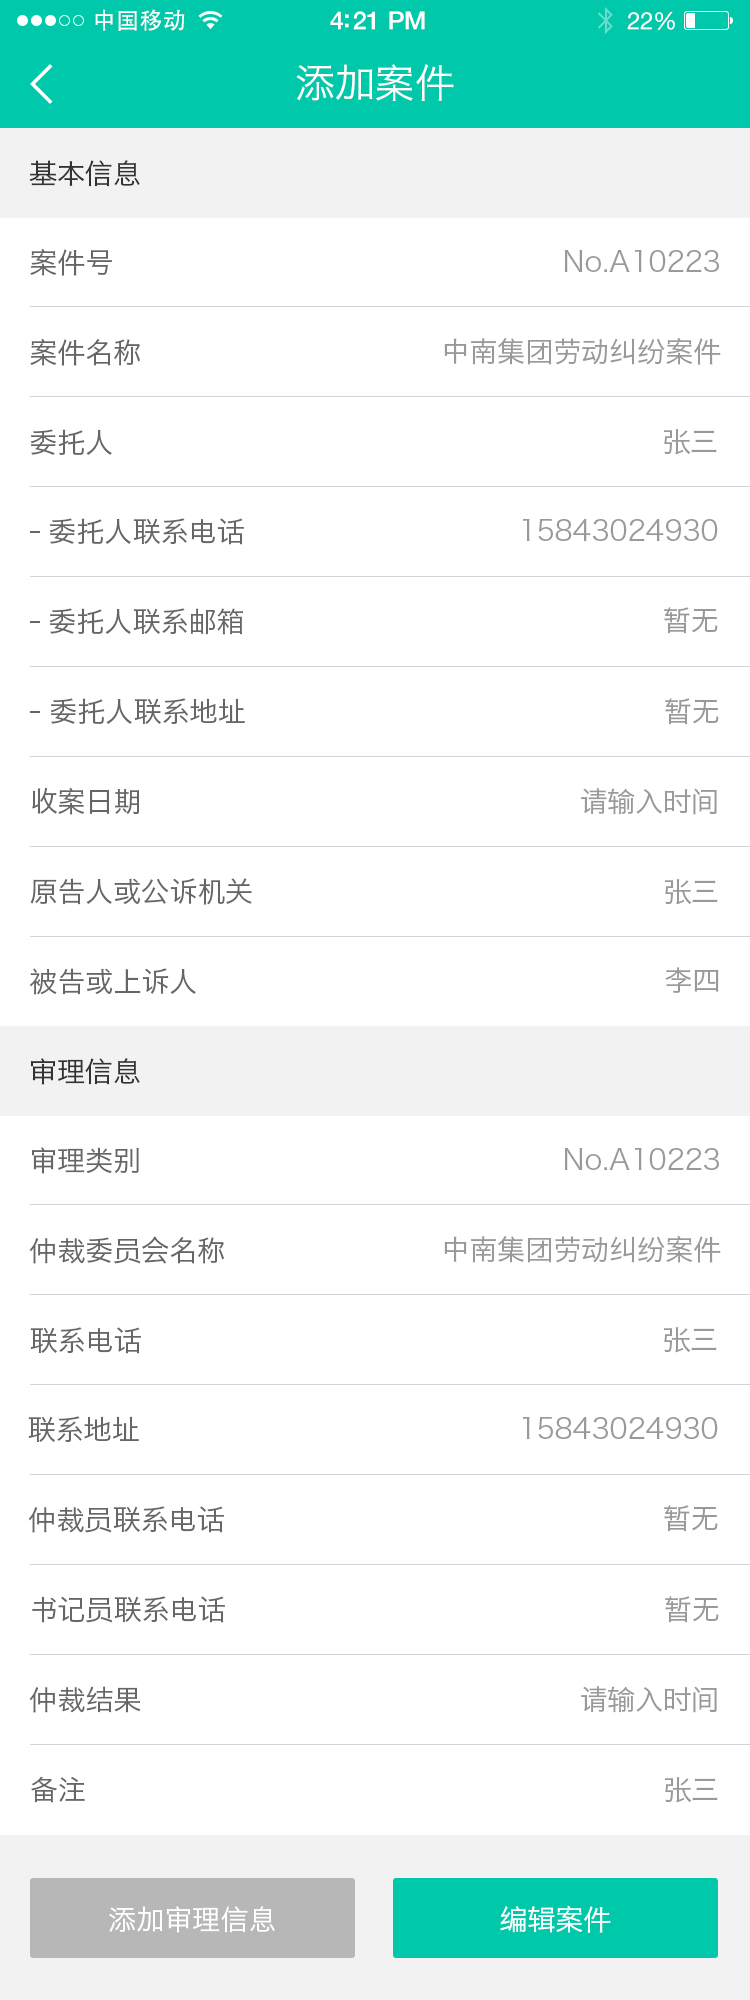 中国移动 4:21 PM 22%
添加案件
基本信息
案件号 No.A10223
案件名称 中南集团劳动纠纷案件
委托人 张三
- 委托人联系电话 15843024930
- 委托人联系邮箱 暂无
- 委托人联系地址 暂无
收案日期 请输入时间
原告人或公诉机关 张三
被告或上诉人 李四
审理信息
审理类别 No.A10223
仲裁委员会名称 中南集团劳动纠纷案件
联系电话 张三
联系地址 15843024930
仲裁员联系电话 暂无
书记员联系电话 暂无
仲裁结果 请输入时间
备注 张三
添加审理信息 编辑案件